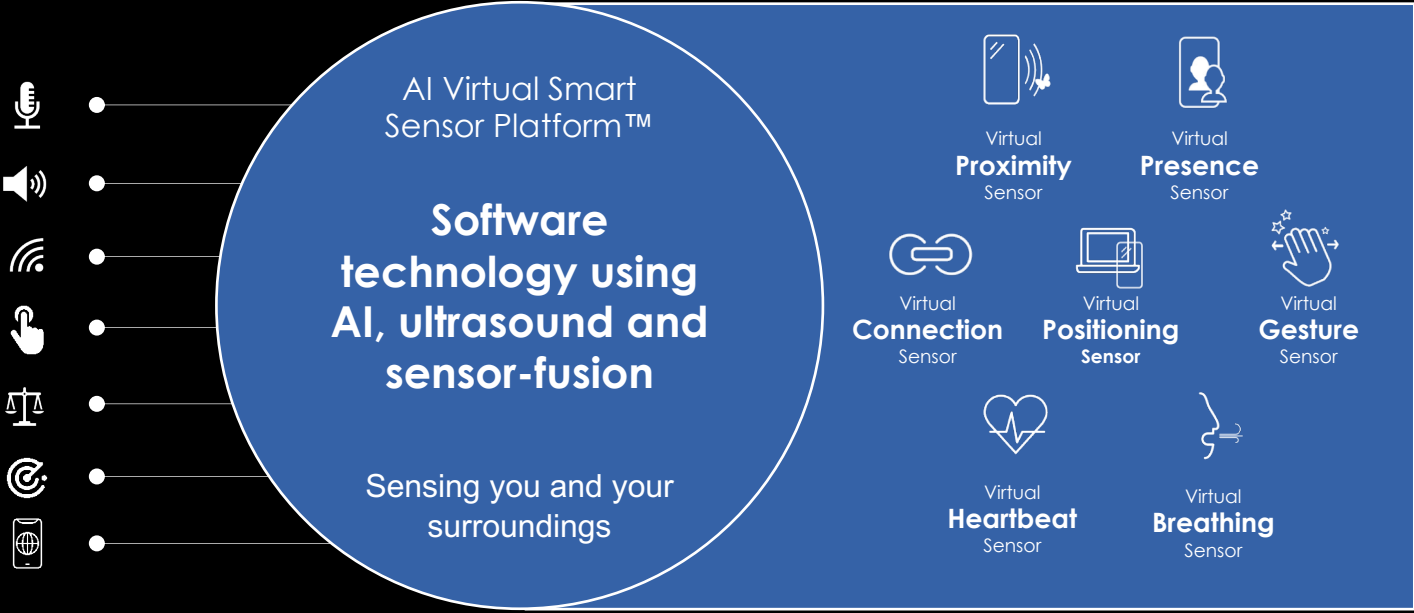 AI Virtual Smart
Sensor Platform™
Software
technology using
AI, ultrasound and
sensor-fusion
Sensing you and your
surroundings
Virtual
Proximity
Sensor
Virtual
Presence
Sensor
Virtual
Connection
Sensor
Virtual
Positioning
Sensor
Virtual
Gesture
Sensor
Virtual
Heartbeat
Sensor
Virtual
Breathing
Sensor